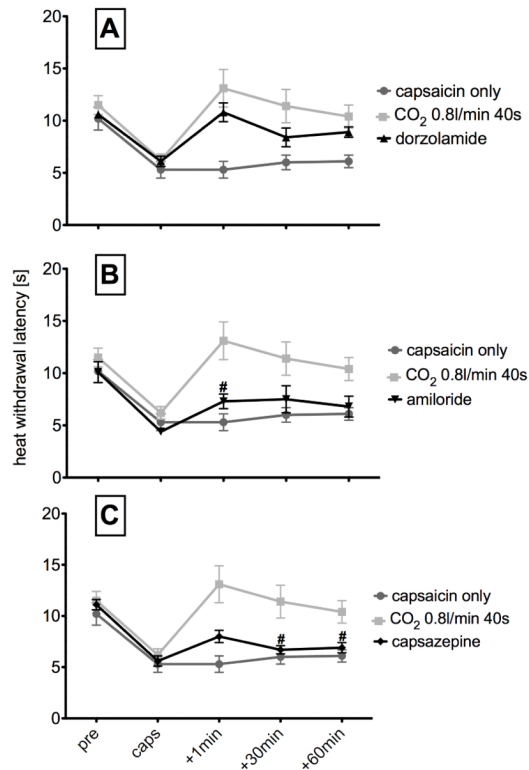 A
20
15
10
5
0
capsaicin only
CO2 0.8l/min 40s
dorzolamide
heat withdrawal latency [s]
B
20
15
10
5
0
#
capsaicin only
CO2 0.8l/min 40s
amiloride
C
20
15
10
5
0
# #
capsaicin only
CO2 0.8l/min 40s
capsazepine
pre caps +1min +30min +60min